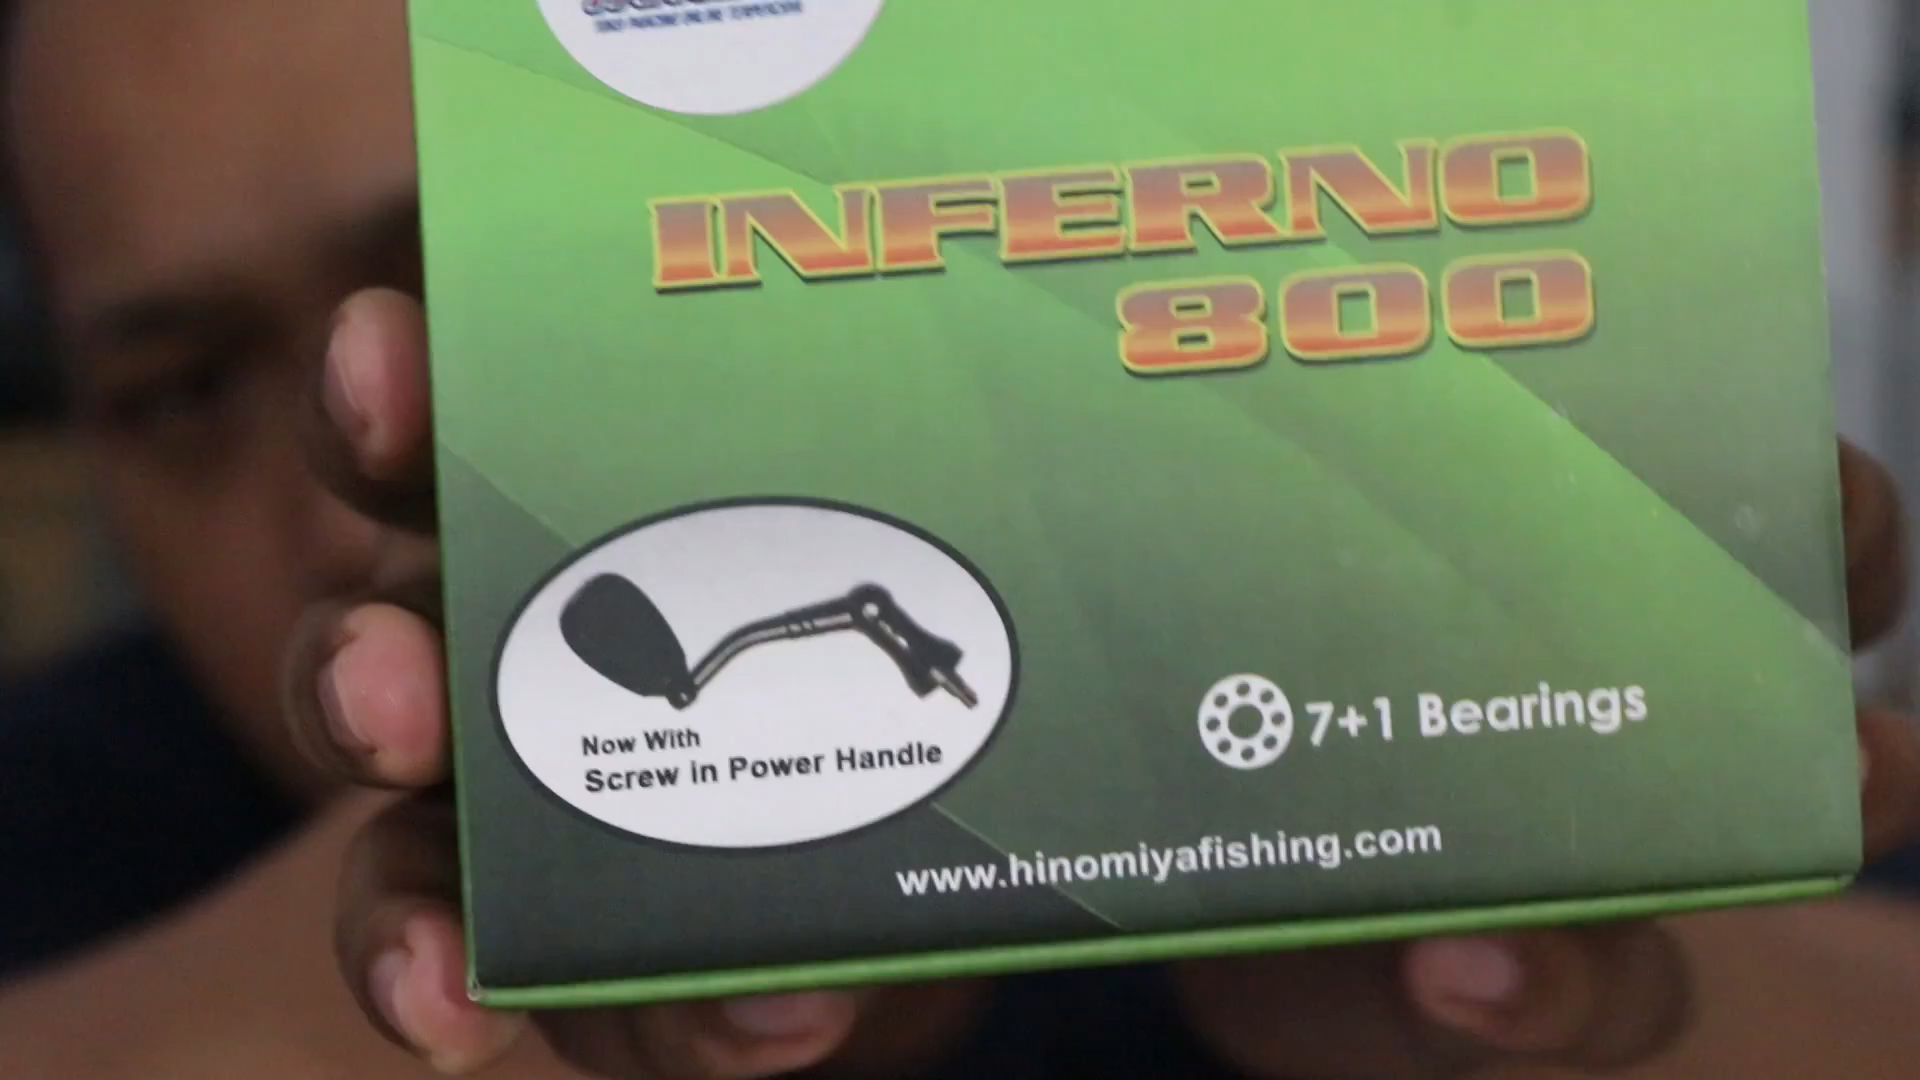 INFERNO
800
Now With
Screw in Power Handle
7+1 Bearings
www.hinomiyafishing.com